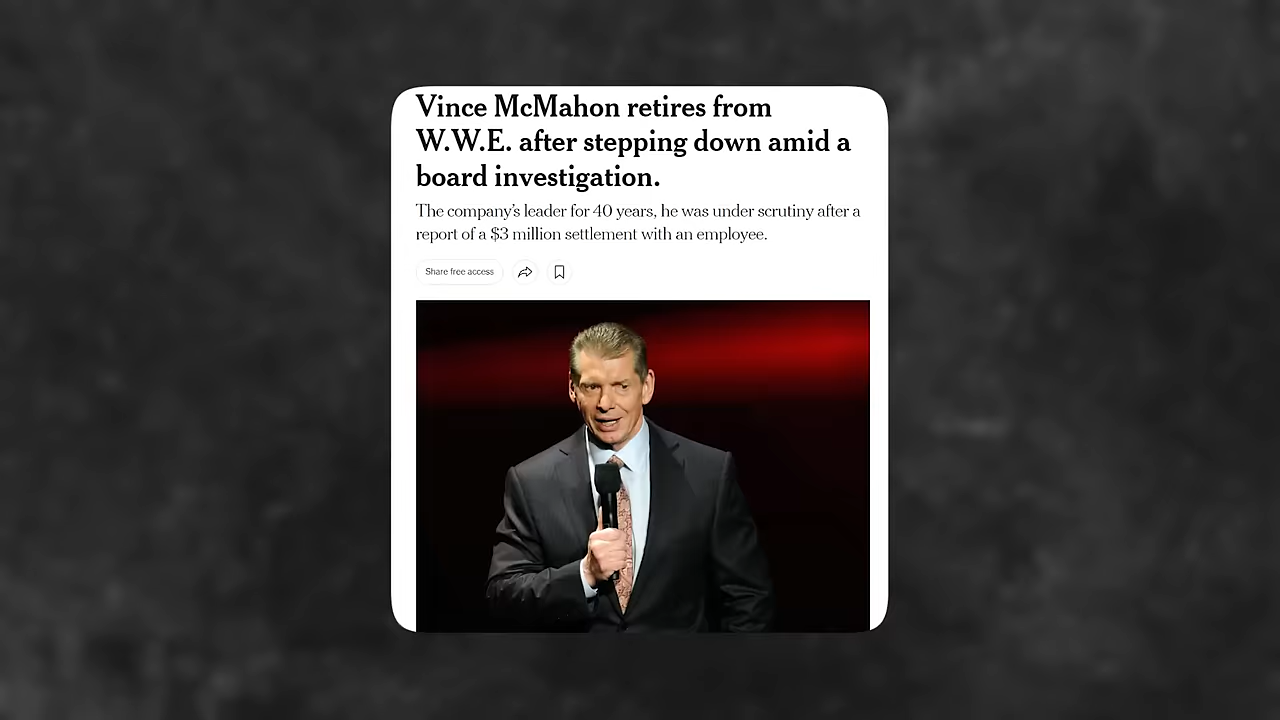 Vince McMahon retires from
W.W.E. after stepping down amid a
board investigation.
The company’s leader for 40 years, he was under scrutiny after a
report of a $3 million settlement with an employee.
Share free access